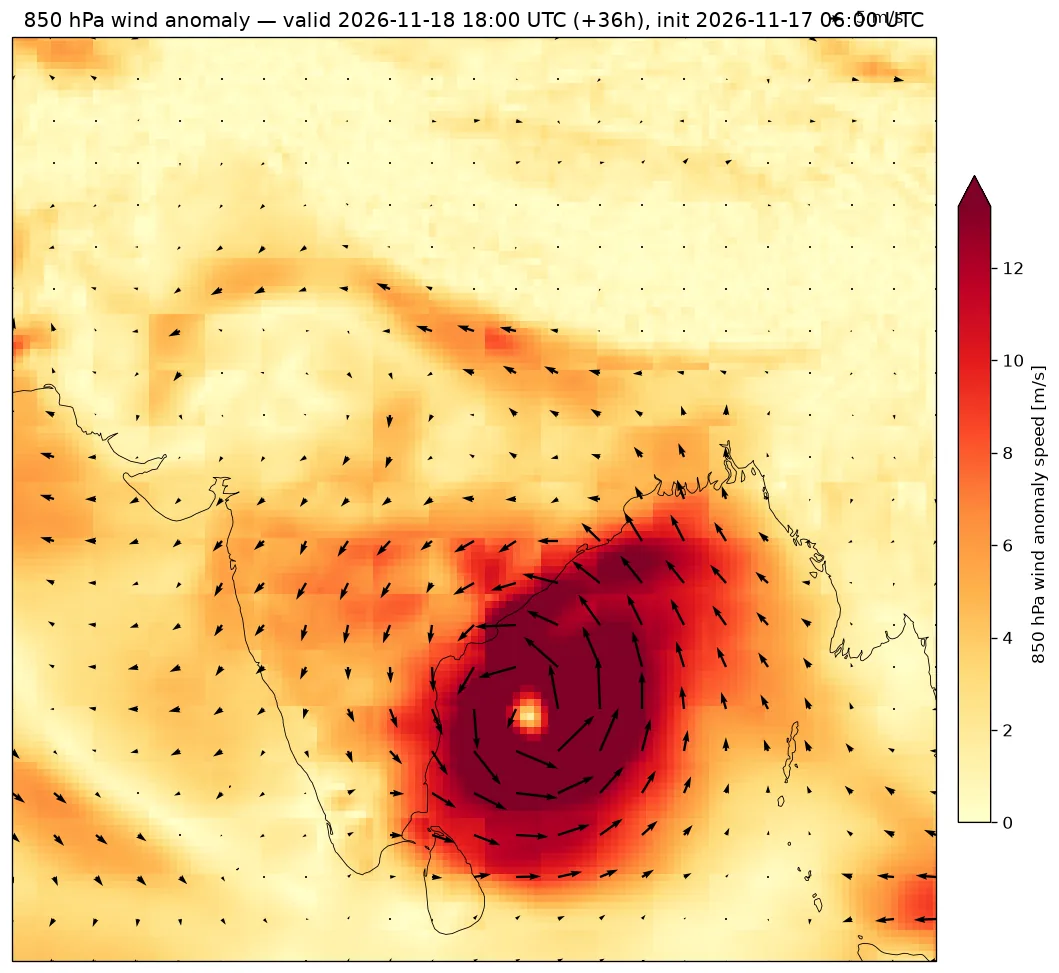 850 hPa wind anomaly — valid 2026-11-18 18:00 UTC (+36h), init 2026-11-17 06:00 UTC
5 m/s
12
10
8
6
4
2
0
850 hPa wind anomaly speed [m/s]